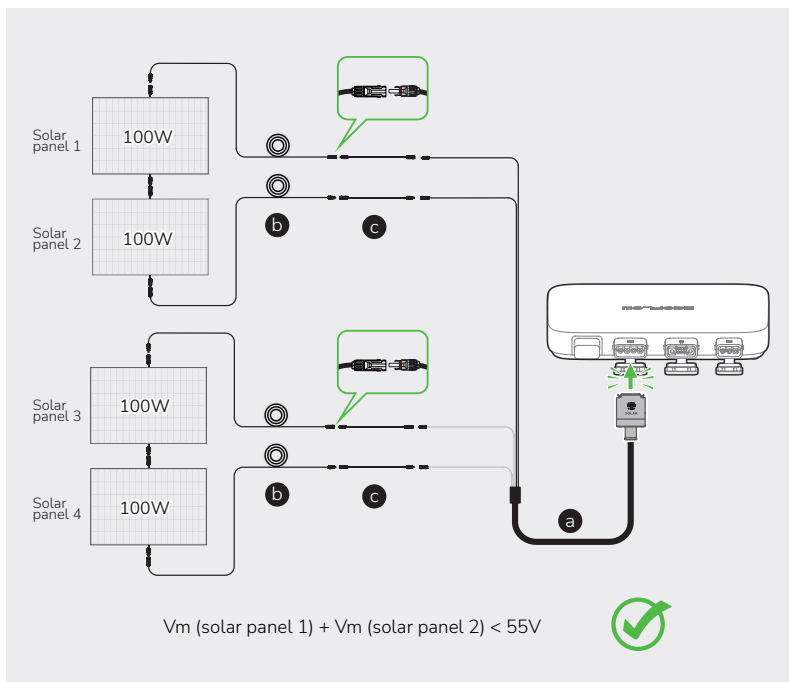 Solar
panel 1
100W
Solar
panel 2
100W
b
c
Solar
panel 3
100W
Solar
panel 4
100W
b
c
a
SOLAR
Vm (solar panel 1) + Vm (solar panel 2) < 55V